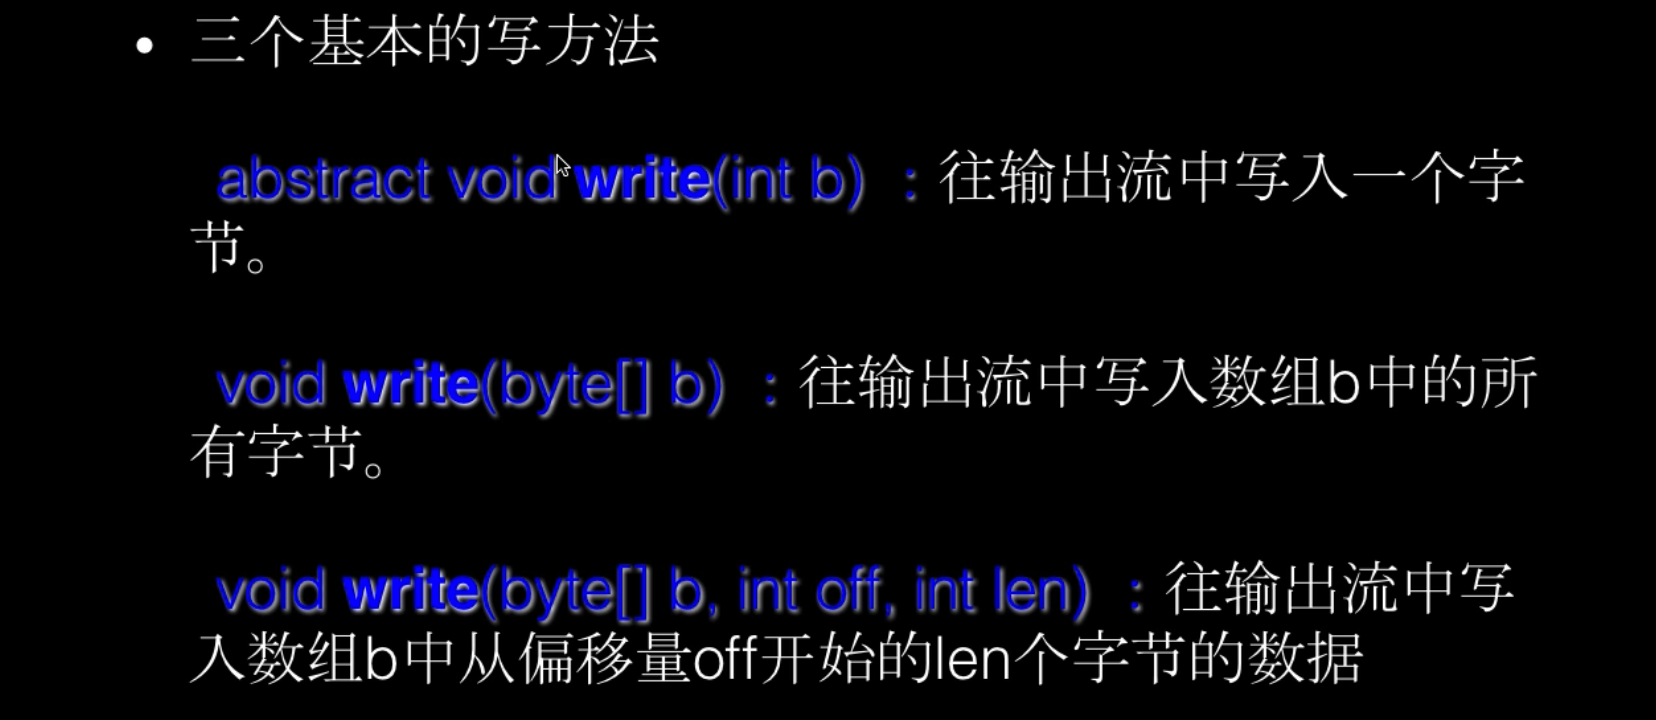 • 三个基本的写方法
abstract void write(int b) ：往输出流中写入一个字
节。
void write(byte[] b) ：往输出流中写入数组b中的所
有字节。
void write(byte[] b, int off, int len) ：往输出流中写
入数组b中从偏移量off开始的len个字节的数据